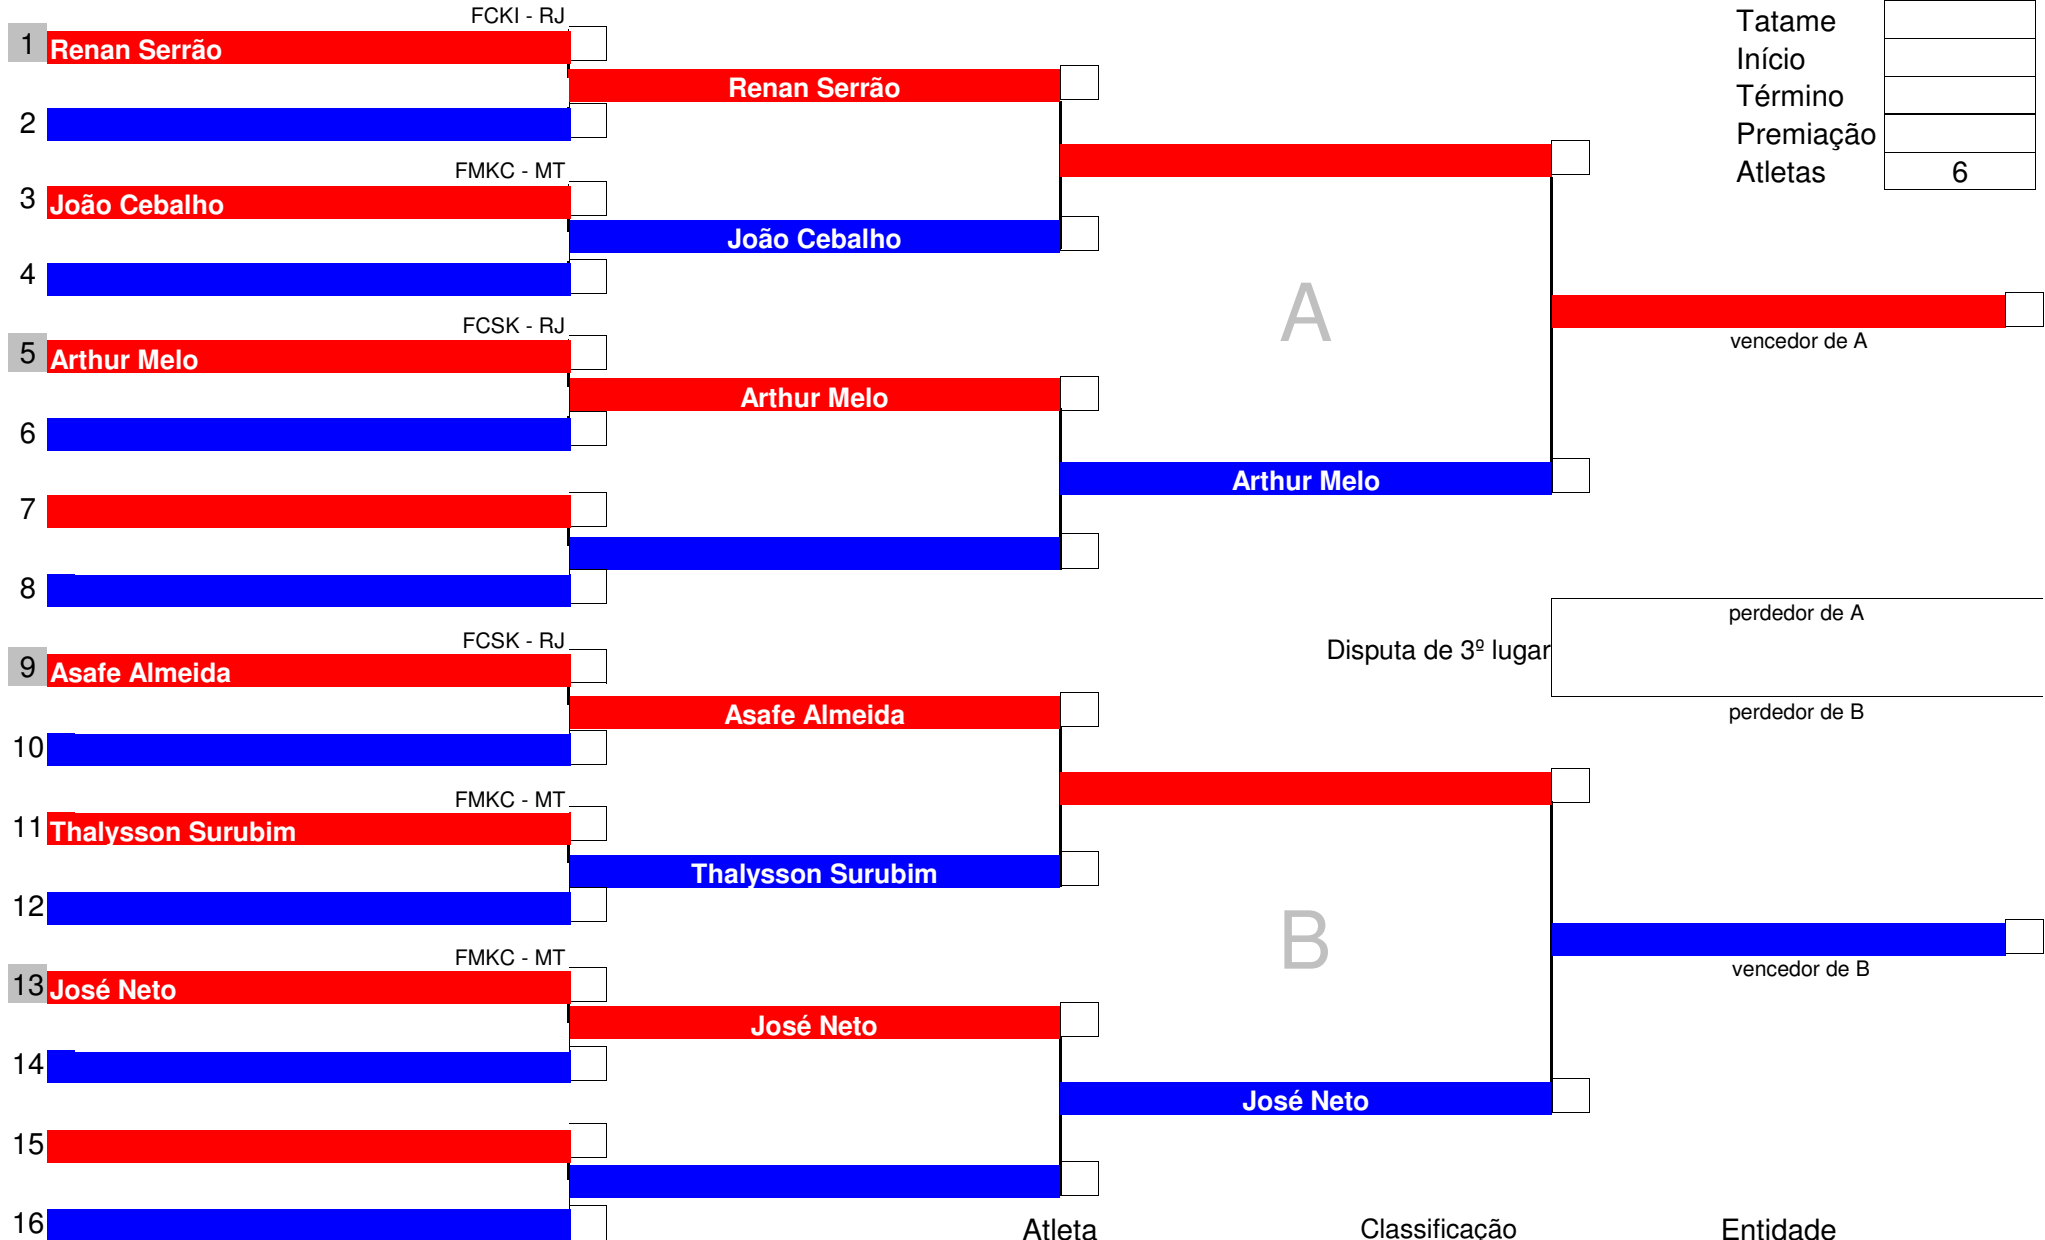 FCKI - RJ
1 Renan Serrão
Renan Serrão
2
FMKC - MT
3 João Cebalho
João Cebalho
4
FCSK - RJ
5 Arthur Melo
Arthur Melo
6
Arthur Melo
7
8
FCSK - RJ
9 Asafe Almeida
Asafe Almeida
10
FMKC - MT
11 Thalysson Surubim
Thalysson Surubim
12
FMKC - MT
13 José Neto
José Neto
14
José Neto
15
16
A
B
Tatame
Início
Término
Premiação
Atletas 6
vencedor de A
perdedor de A
Disputa de 3º lugar
perdedor de B
vencedor de B
Atleta Classificação Entidade